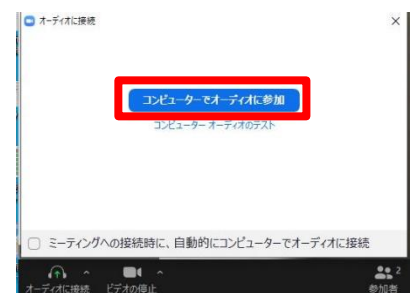 オーディオに接続
コンピューターでオーディオに参加
コンピューター オーディオのテスト
ミーティングへの接続時に、自動的にコンピューターでオーディオに接続
2
オーディオに接続 ビデオの停止 参加者